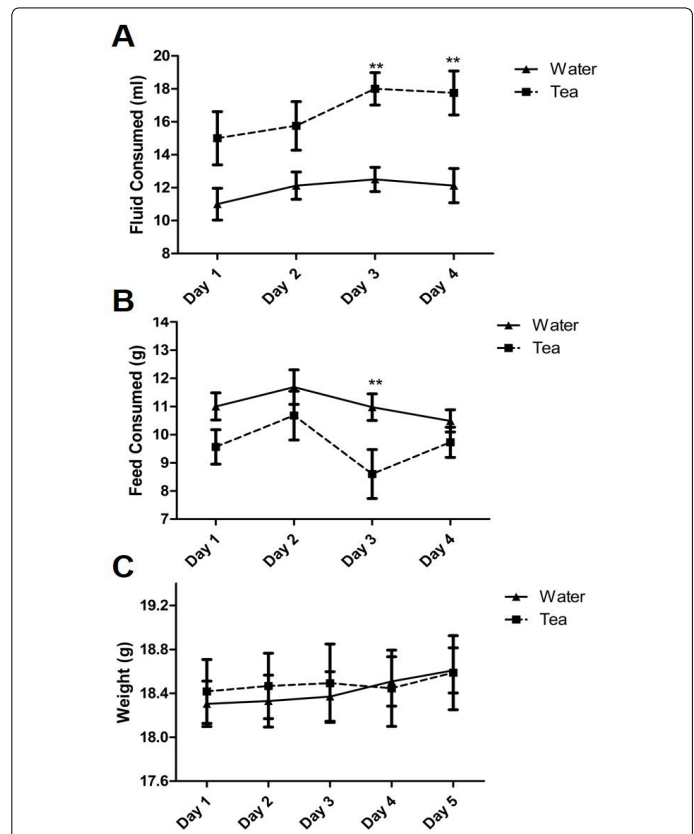 A
Fluid Consumed (ml)
20
18
16
14
12
10
8
** **
Water
Tea
Day 1 Day 2 Day 3 Day 4
B
Feed Consumed (g)
14
13
12
11
10
9
8
7
**
Water
Tea
Day 1 Day 2 Day 3 Day 4
C
Weight (g)
19.2
18.8
18.4
18.0
17.6
Water
Tea
Day 1 Day 2 Day 3 Day 4 Day 5